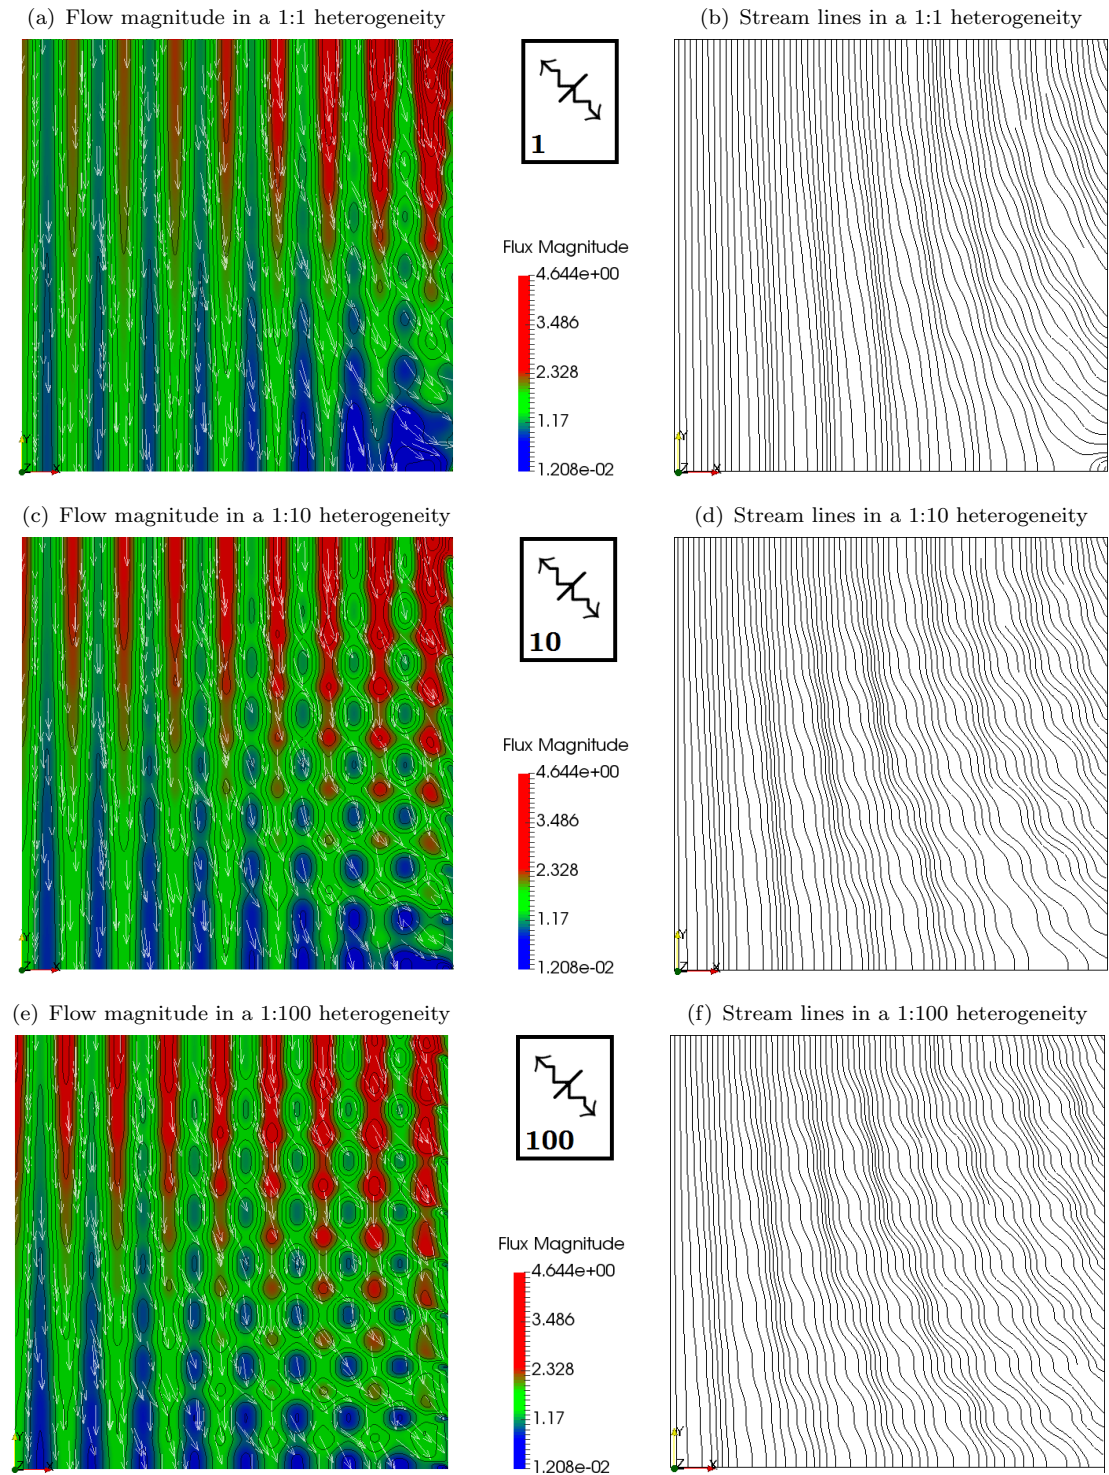 (a) Flow magnitude in a 1:1 heterogeneity
(b) Stream lines in a 1:1 heterogeneity
1
Flux Magnitude
4.644e+00
3.486
2.328
1.17
1.208e-02
Y
Z
X
Y
Z
X
(c) Flow magnitude in a 1:10 heterogeneity
(d) Stream lines in a 1:10 heterogeneity
10
Flux Magnitude
4.644e+00
3.486
2.328
1.17
1.208e-02
Y
Z
X
Y
Z
X
(e) Flow magnitude in a 1:100 heterogeneity
(f) Stream lines in a 1:100 heterogeneity
100
Flux Magnitude
4.644e+00
3.486
2.328
1.17
1.208e-02
Y
Z
X
Y
Z
X